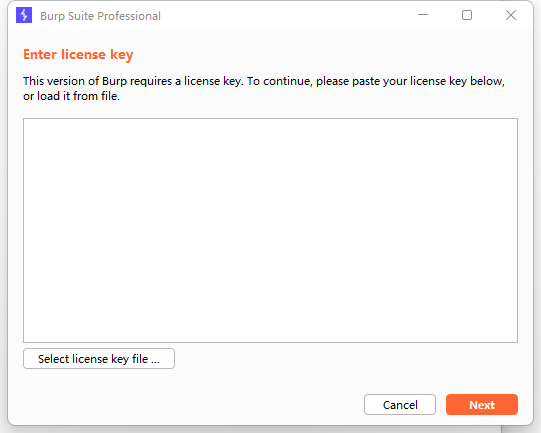 Burp Suite Professional
Enter license key
This version of Burp requires a license key. To continue, please paste your license key below,
or load it from file.
Select license key file ...
Cancel
Next